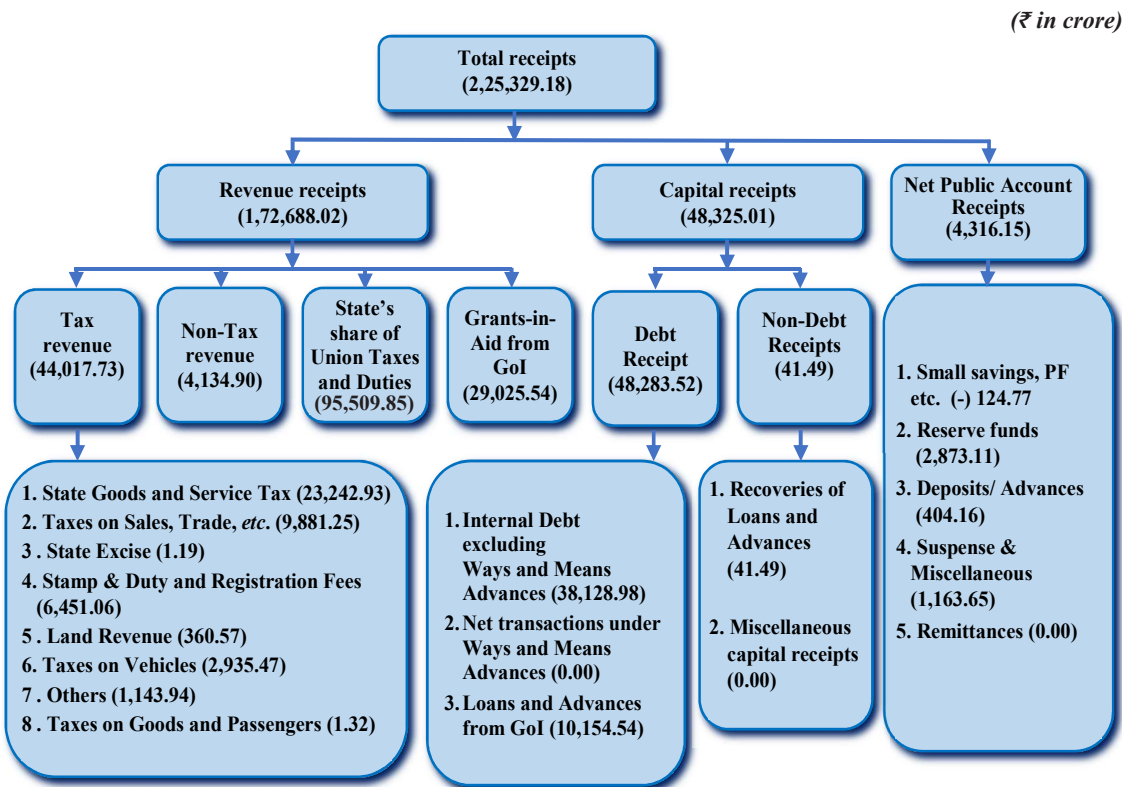 (₹ in crore)
Total receipts
(2,25,329.18)
Revenue receipts
(1,72,688.02)
Capital receipts
(48,325.01)
Net Public Account
Receipts
(4,316.15)
Tax
revenue
(44,017.73)
Non-Tax
revenue
(4,134.90)
State's
share of
Union Taxes
and Duties
(95,509.85)
Grants-in-
Aid from
GoI
(29,025.54)
Debt
Receipt
(48,283.52)
Non-Debt
Receipts
(41.49)
1. State Goods and Service Tax (23,242.93)
2. Taxes on Sales, Trade, etc. (9,881.25)
3 . State Excise (1.19)
4. Stamp & Duty and Registration Fees
(6,451.06)
5 . Land Revenue (360.57)
6. Taxes on Vehicles (2,935.47)
7 . Others (1,143.94)
8 . Taxes on Goods and Passengers (1.32)
1. Internal Debt
excluding
Ways and Means
Advances (38,128.98)
2. Net transactions under
Ways and Means
Advances (0.00)
3. Loans and Advances
from GoI (10,154.54)
1. Recoveries of
Loans and
Advances
(41.49)
2. Miscellaneous
capital receipts
(0.00)
1. Small savings, PF
etc. (-) 124.77
2. Reserve funds
(2,873.11)
3. Deposits/ Advances
(404.16)
4. Suspense &
Miscellaneous
(1,163.65)
5. Remittances (0.00)